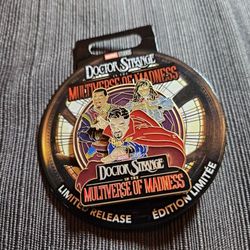 MARVEL STUDIOS
DOCTOR STRANGE
IN THE
MULTIVERSE OF MADNESS
DOCTOR STRANGE
IN THE
MULTIVERSE OF MADNESS
LIMITED RELEASE
ÉDITION LIMITÉE